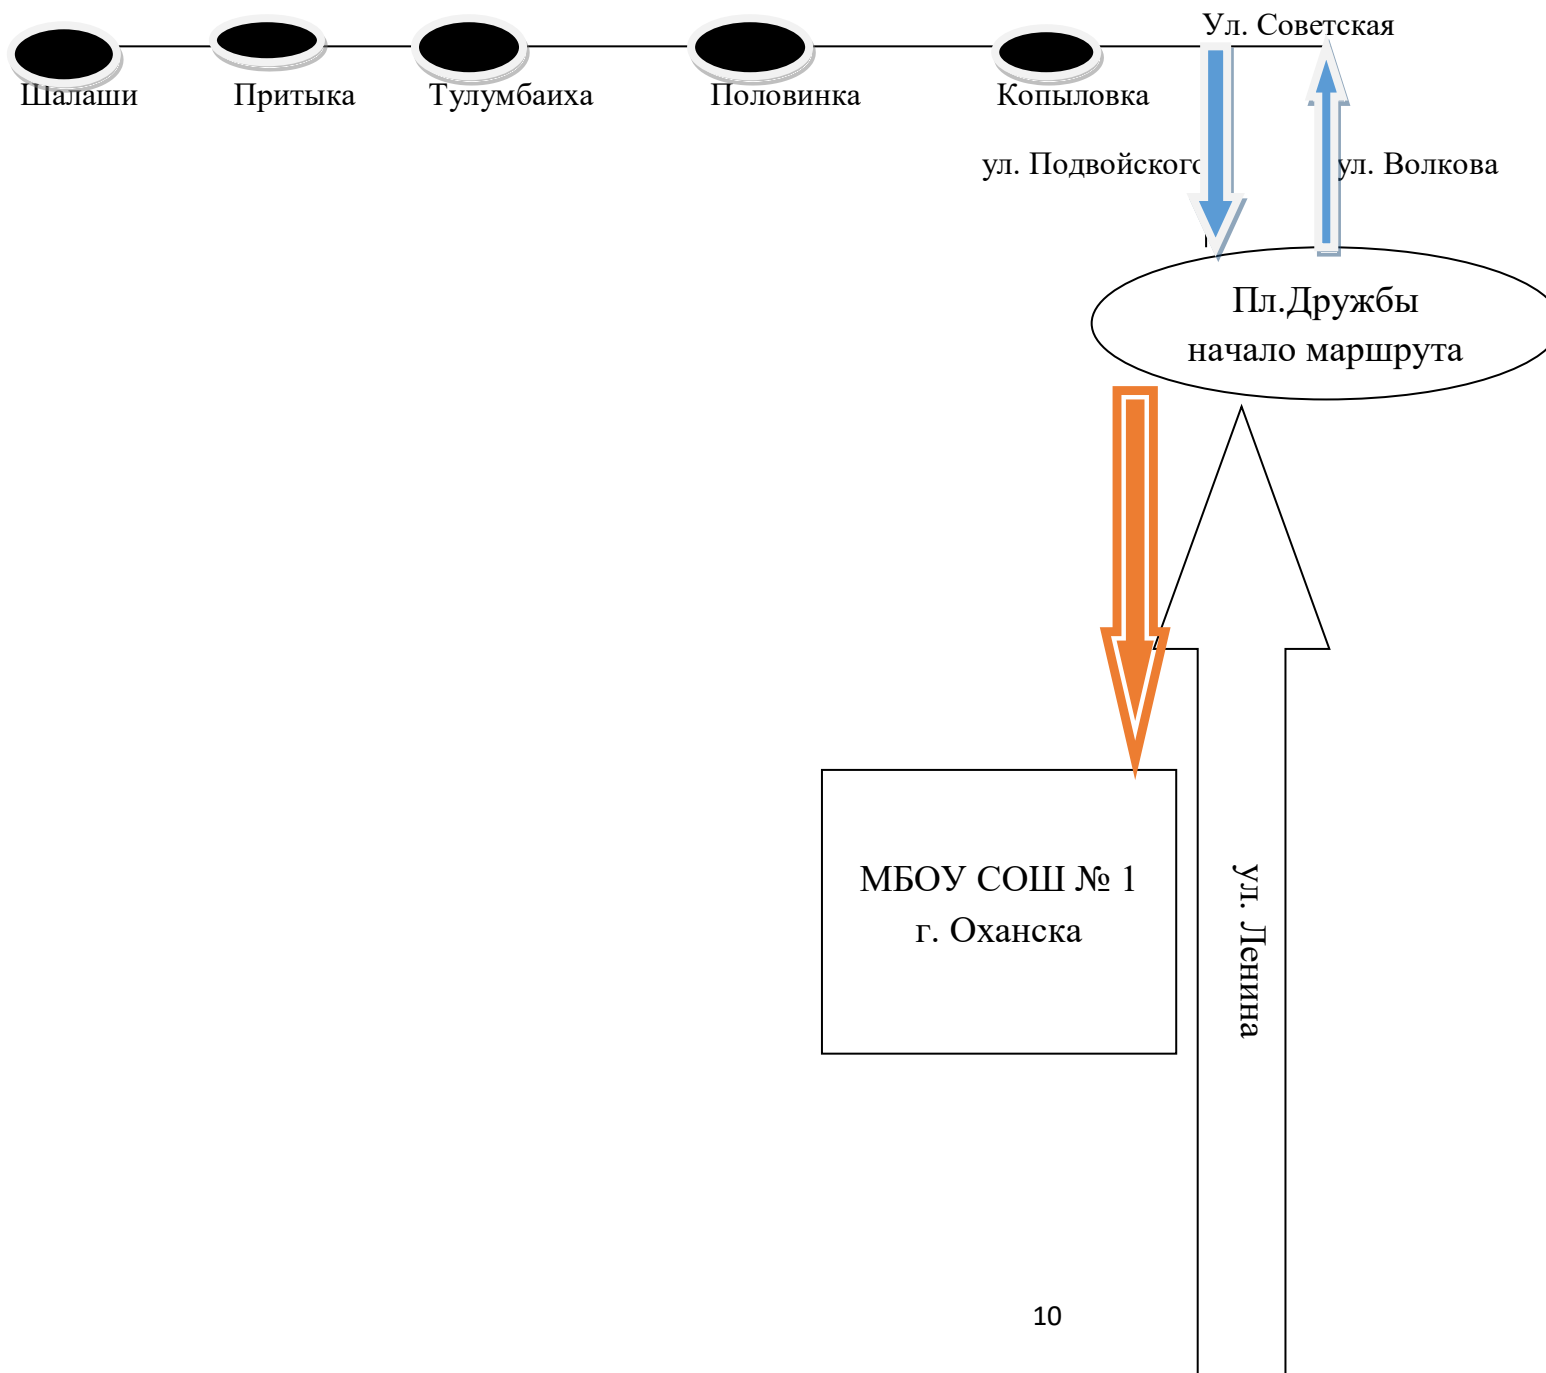 Ул. Советская
Шалаши
Притыка
Тулумбаиха
Половинка
Копыловка
ул. Подвойского
ул. Волкова
Пл.Дружбы
начало маршрута
МБОУ СОШ № 1
г. Оханска
ул. Ленина
10